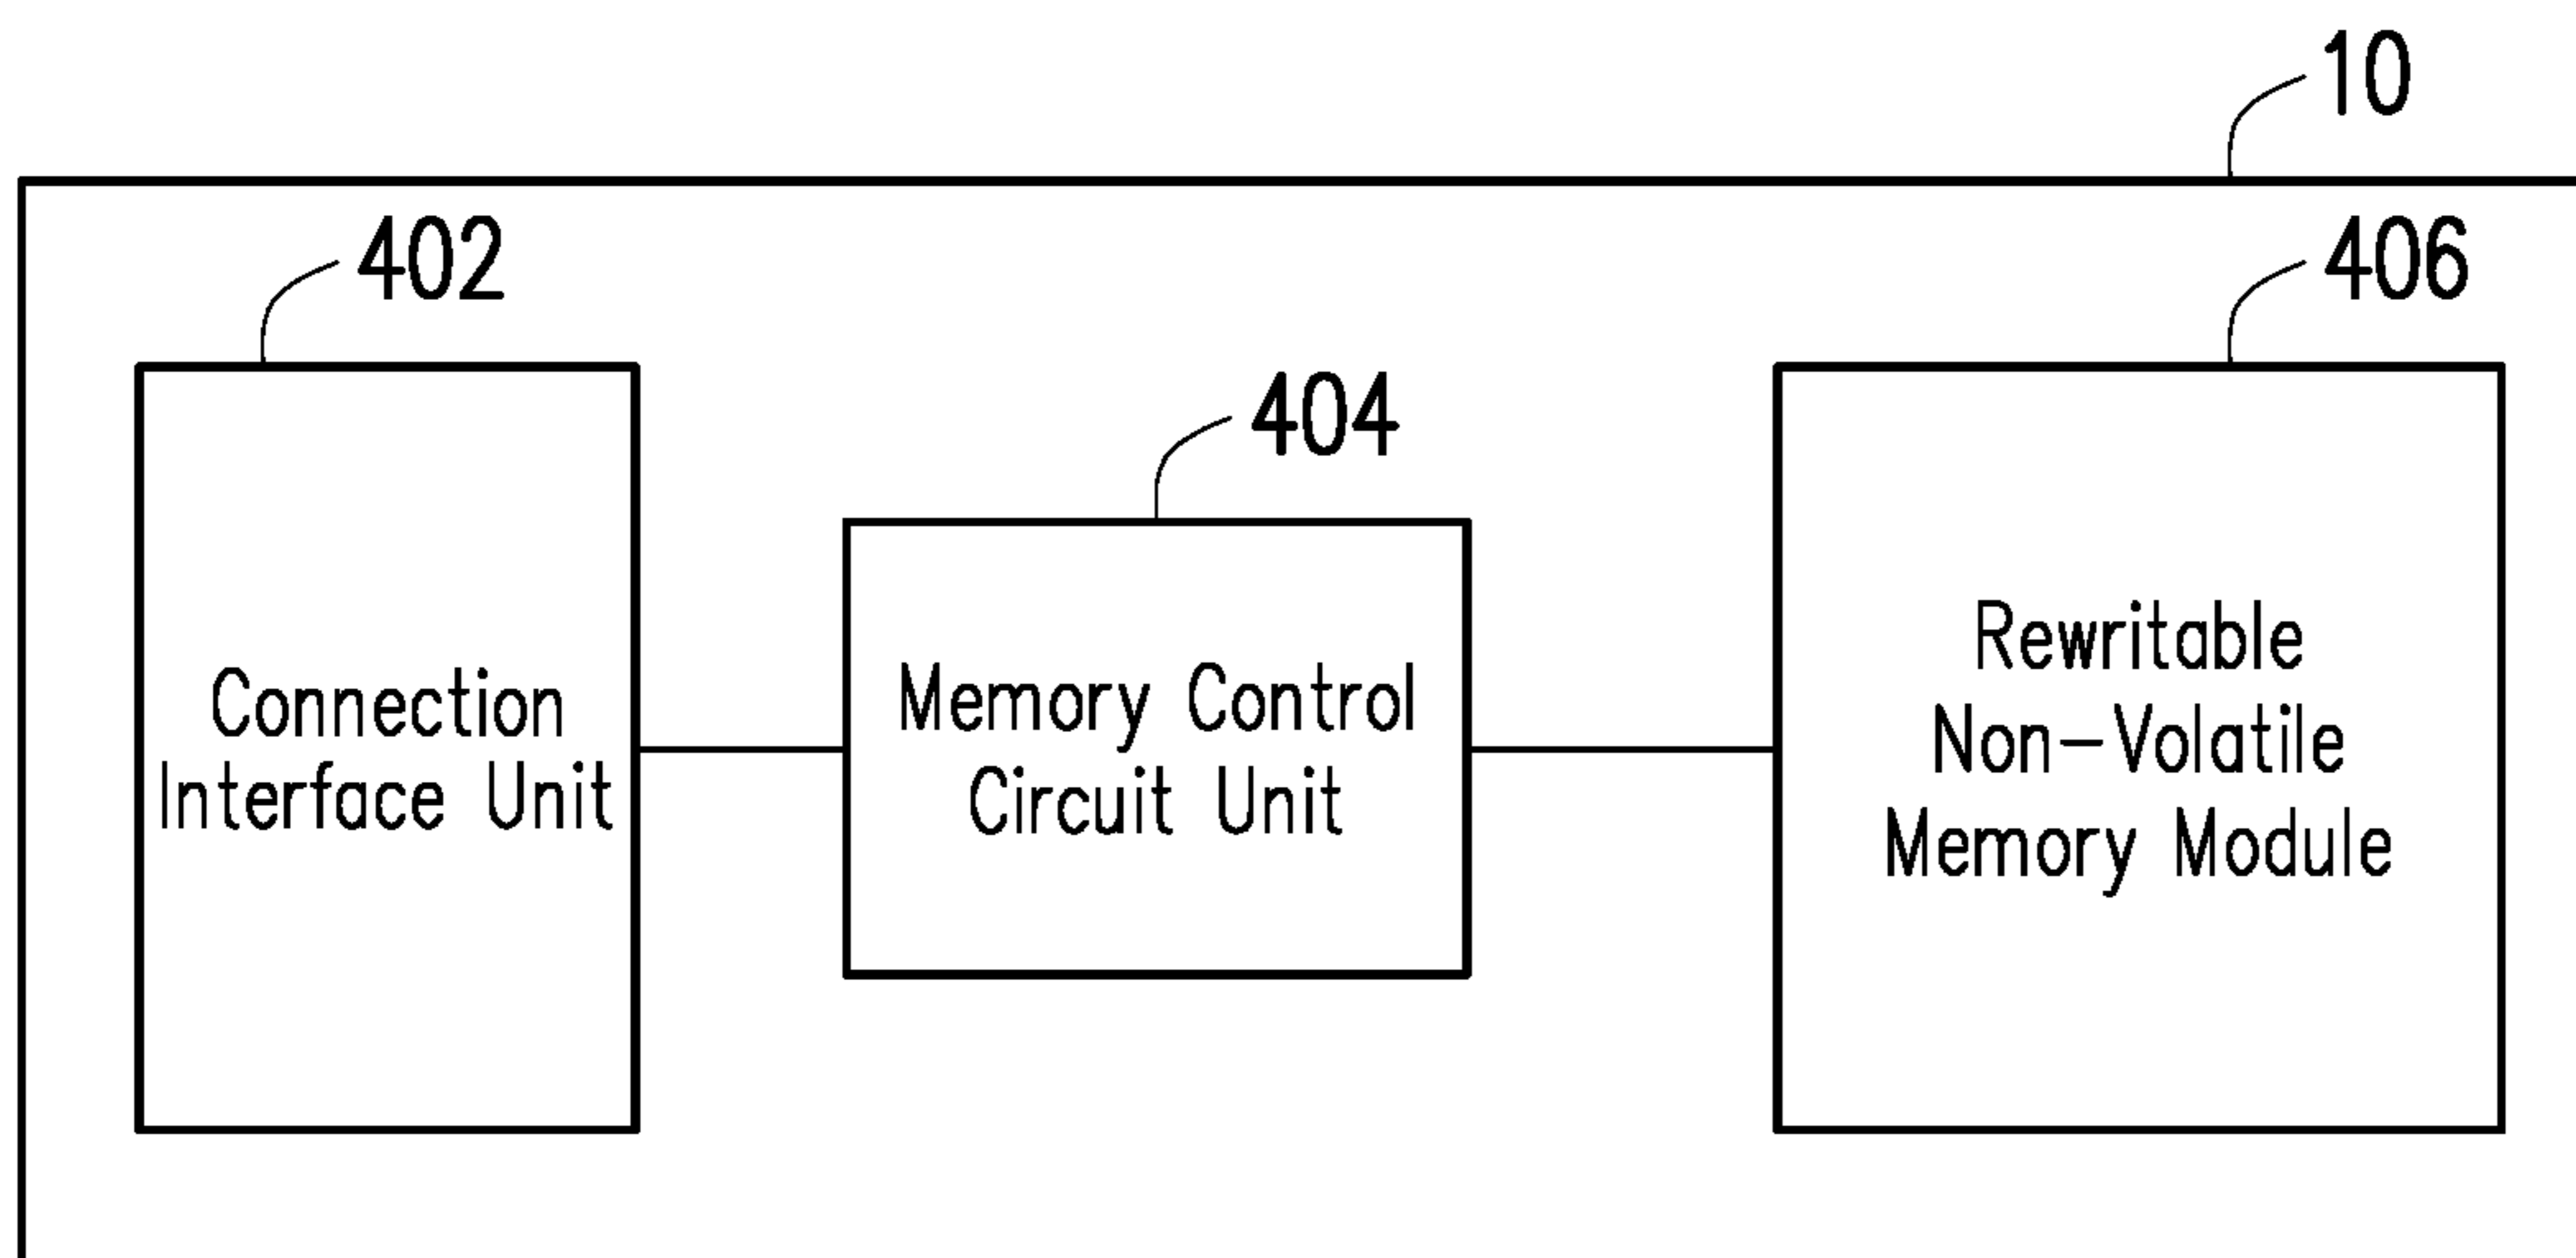 10
402
406
404
Connection
Interface Unit
Memory Control
Circuit Unit
Rewritable
Non-Volatile
Memory Module